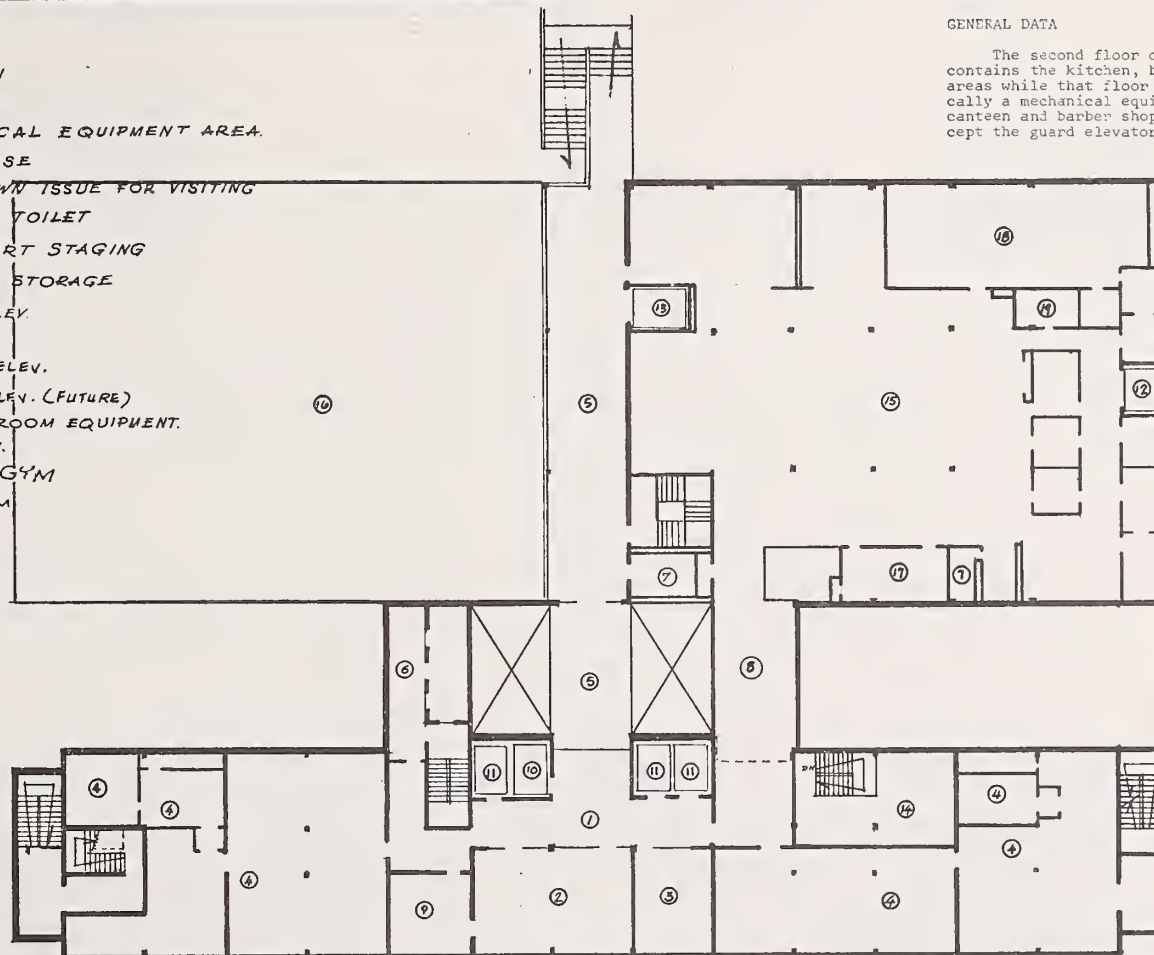 CAL EQUIPMENT AREA.
SE
WN ISSUE FOR VISITING
TOILET
RT STAGING
STORAGE
EV.
ELEV.
LEV. (FUTURE)
ROOM EQUIPMENT.
GYM
M
GENERAL DATA
The second floor
contains the kitchen, b
areas while that floor
cally a mechanical equi
canteen and barber shop
cept the guard elevator
18
13
19
12
16
5
15
7
17
7
6
5
8
11
10
11
11
4
4
1
DN
14
4
4
4
9
2
3
4